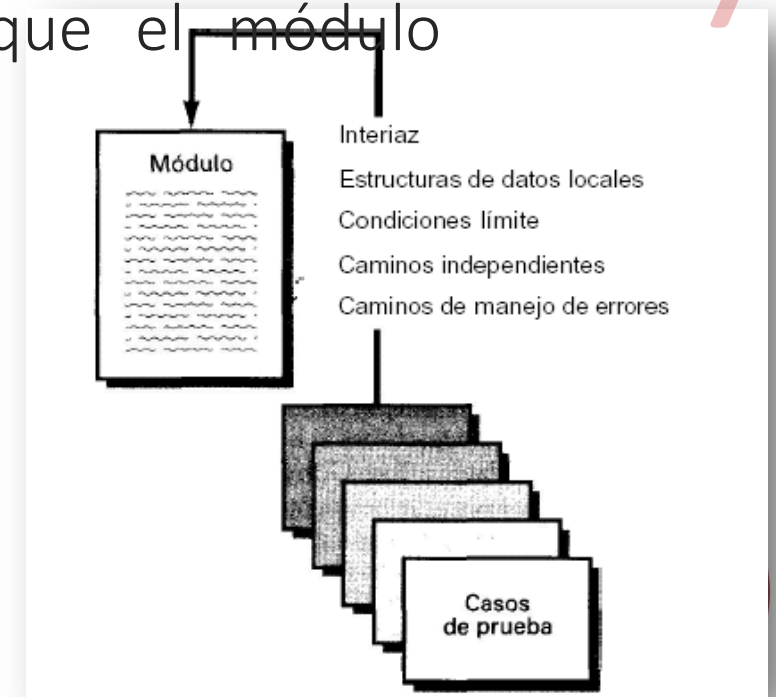 que el módulo
Módulo
Interiaz
Estructuras de datos locales
Condiciones límite
Caminos independientes
Caminos de manejo de errores
Casos
de prueba